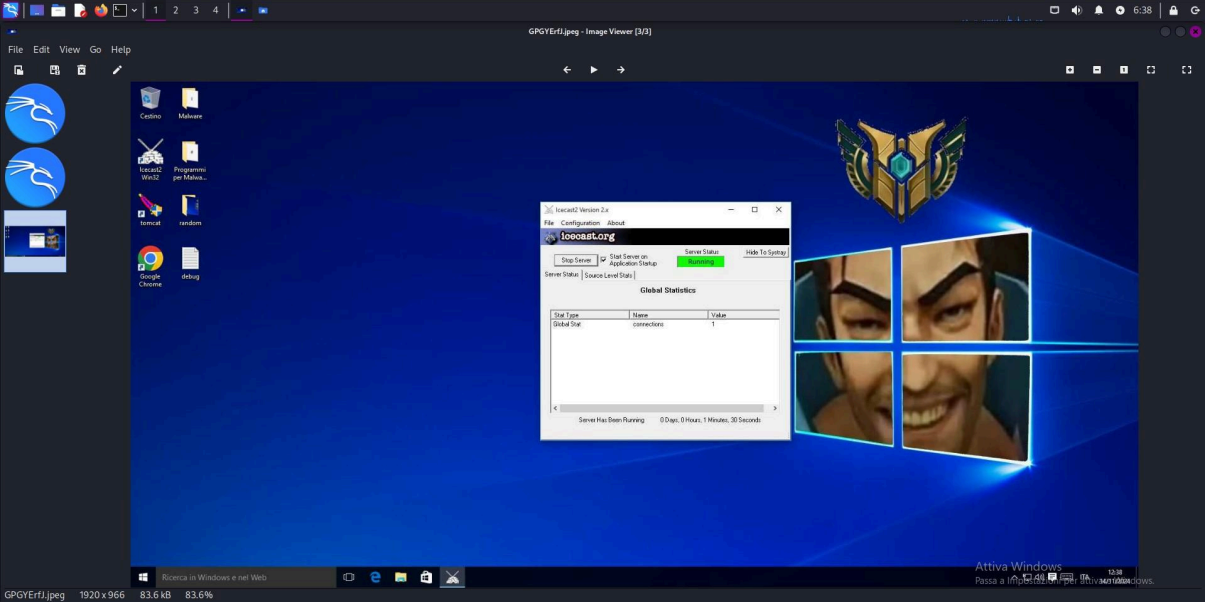 1 2 3 4
6:38
GPGYErfJ.jpeg - Image Viewer [3/3]
File Edit View Go Help
Cestino Malware
Icecast2 Win32
Programmi per Malwa...
tomcat random
Google Chrome
debug
Icecast2 Version 2.x
File Configuration About
icecast.org
Stop Server
Start Server on
Application Startup
Server Status
Running
Hide To Systray
Server Status Source Level Stats
Global Statistics
Stat Type Name Value
Global Stat connections 1
Server Has Been Running 0 Days, 0 Hours, 1 Minutes, 30 Seconds
Attiva Windows
Passa a Impostazioni per attivare Windows.
Ricerca in Windows e nel Web
ITA
12:38
GPGYErfJ.jpeg 1920 x 966 83.6 kB 83.6%